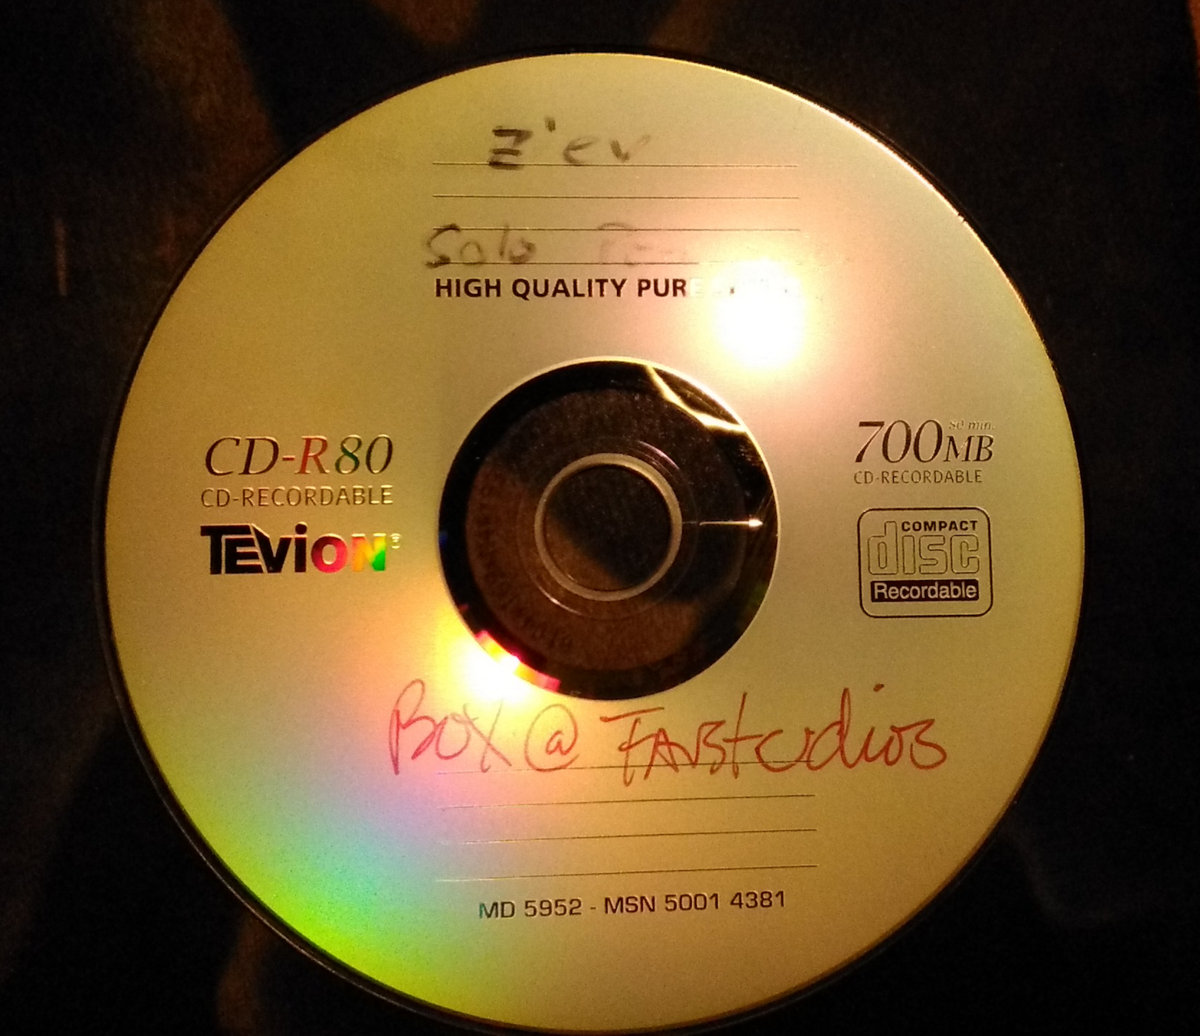 Z'ev
Solo
HIGH QUALITY PURE
CD-R80
CD-RECORDABLE
TEVION®
80 min.
700MB
CD-RECORDABLE
COMPACT
disc
Recordable
BOX @ FAVStudios
MD 5952 - MSN 5001 4381